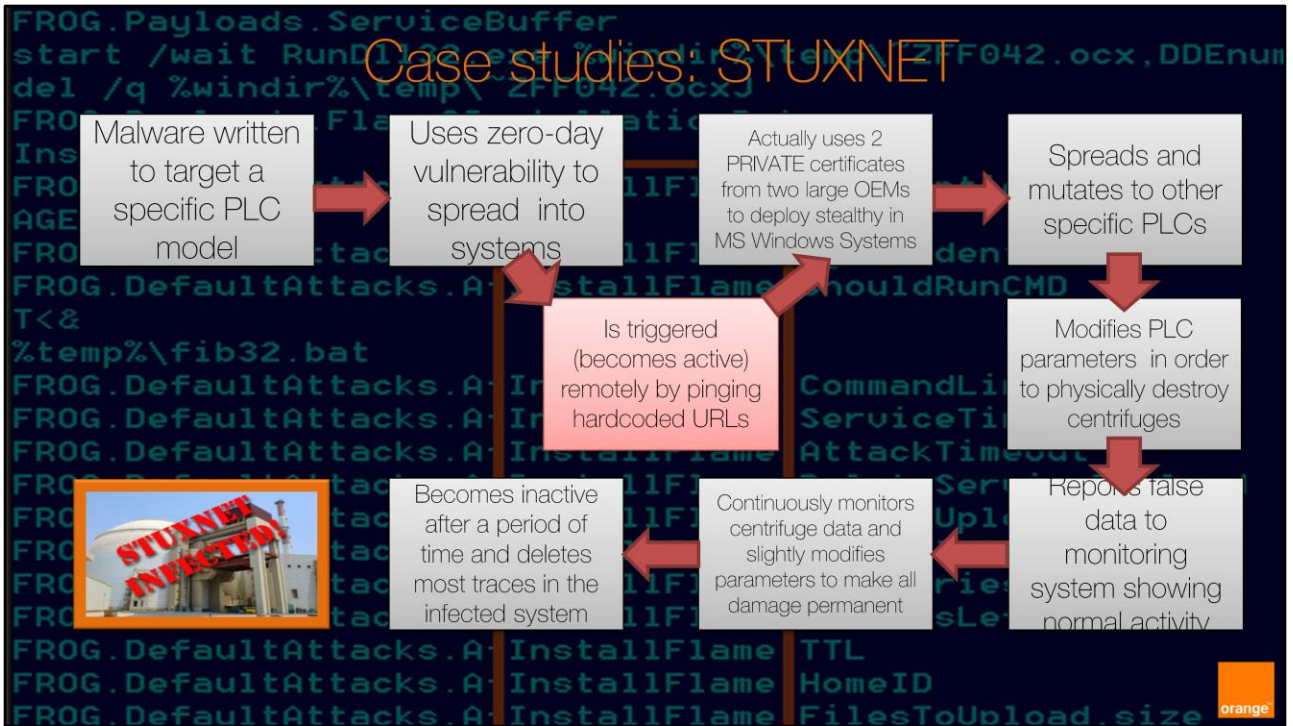 FROG.Payloads.ServiceBuffer
start /wait
del /q %windir%\temp\
Case studies: STUXNET
Malware written
to target a
specific PLC
model
Uses zero-day
vulnerability to
spread into
systems
Is triggered
(becomes active)
remotely by pinging
hardcoded URLs
Actually uses 2
PRIVATE certificates
from two large OEMs
to deploy stealthy in
MS Windows Systems
Spreads and
mutates to other
specific PLCs
Modifies PLC
parameters in order
to physically destroy
centrifuges
Reports false
data to
monitoring
system showing
normal activity
Continuously monitors
centrifuge data and
slightly modifies
parameters to make all
damage permanent
Becomes inactive
after a period of
time and deletes
most traces in the
infected system
STUXNET
INFECTED!
T<&
%temp%\fib32.bat
FROG.DefaultAttacks.A InstallFlame TTL
FROG.DefaultAttacks.A InstallFlame HomeID
FROG.DefaultAttacks.A InstallFlame FilesToUpload.size
orange™